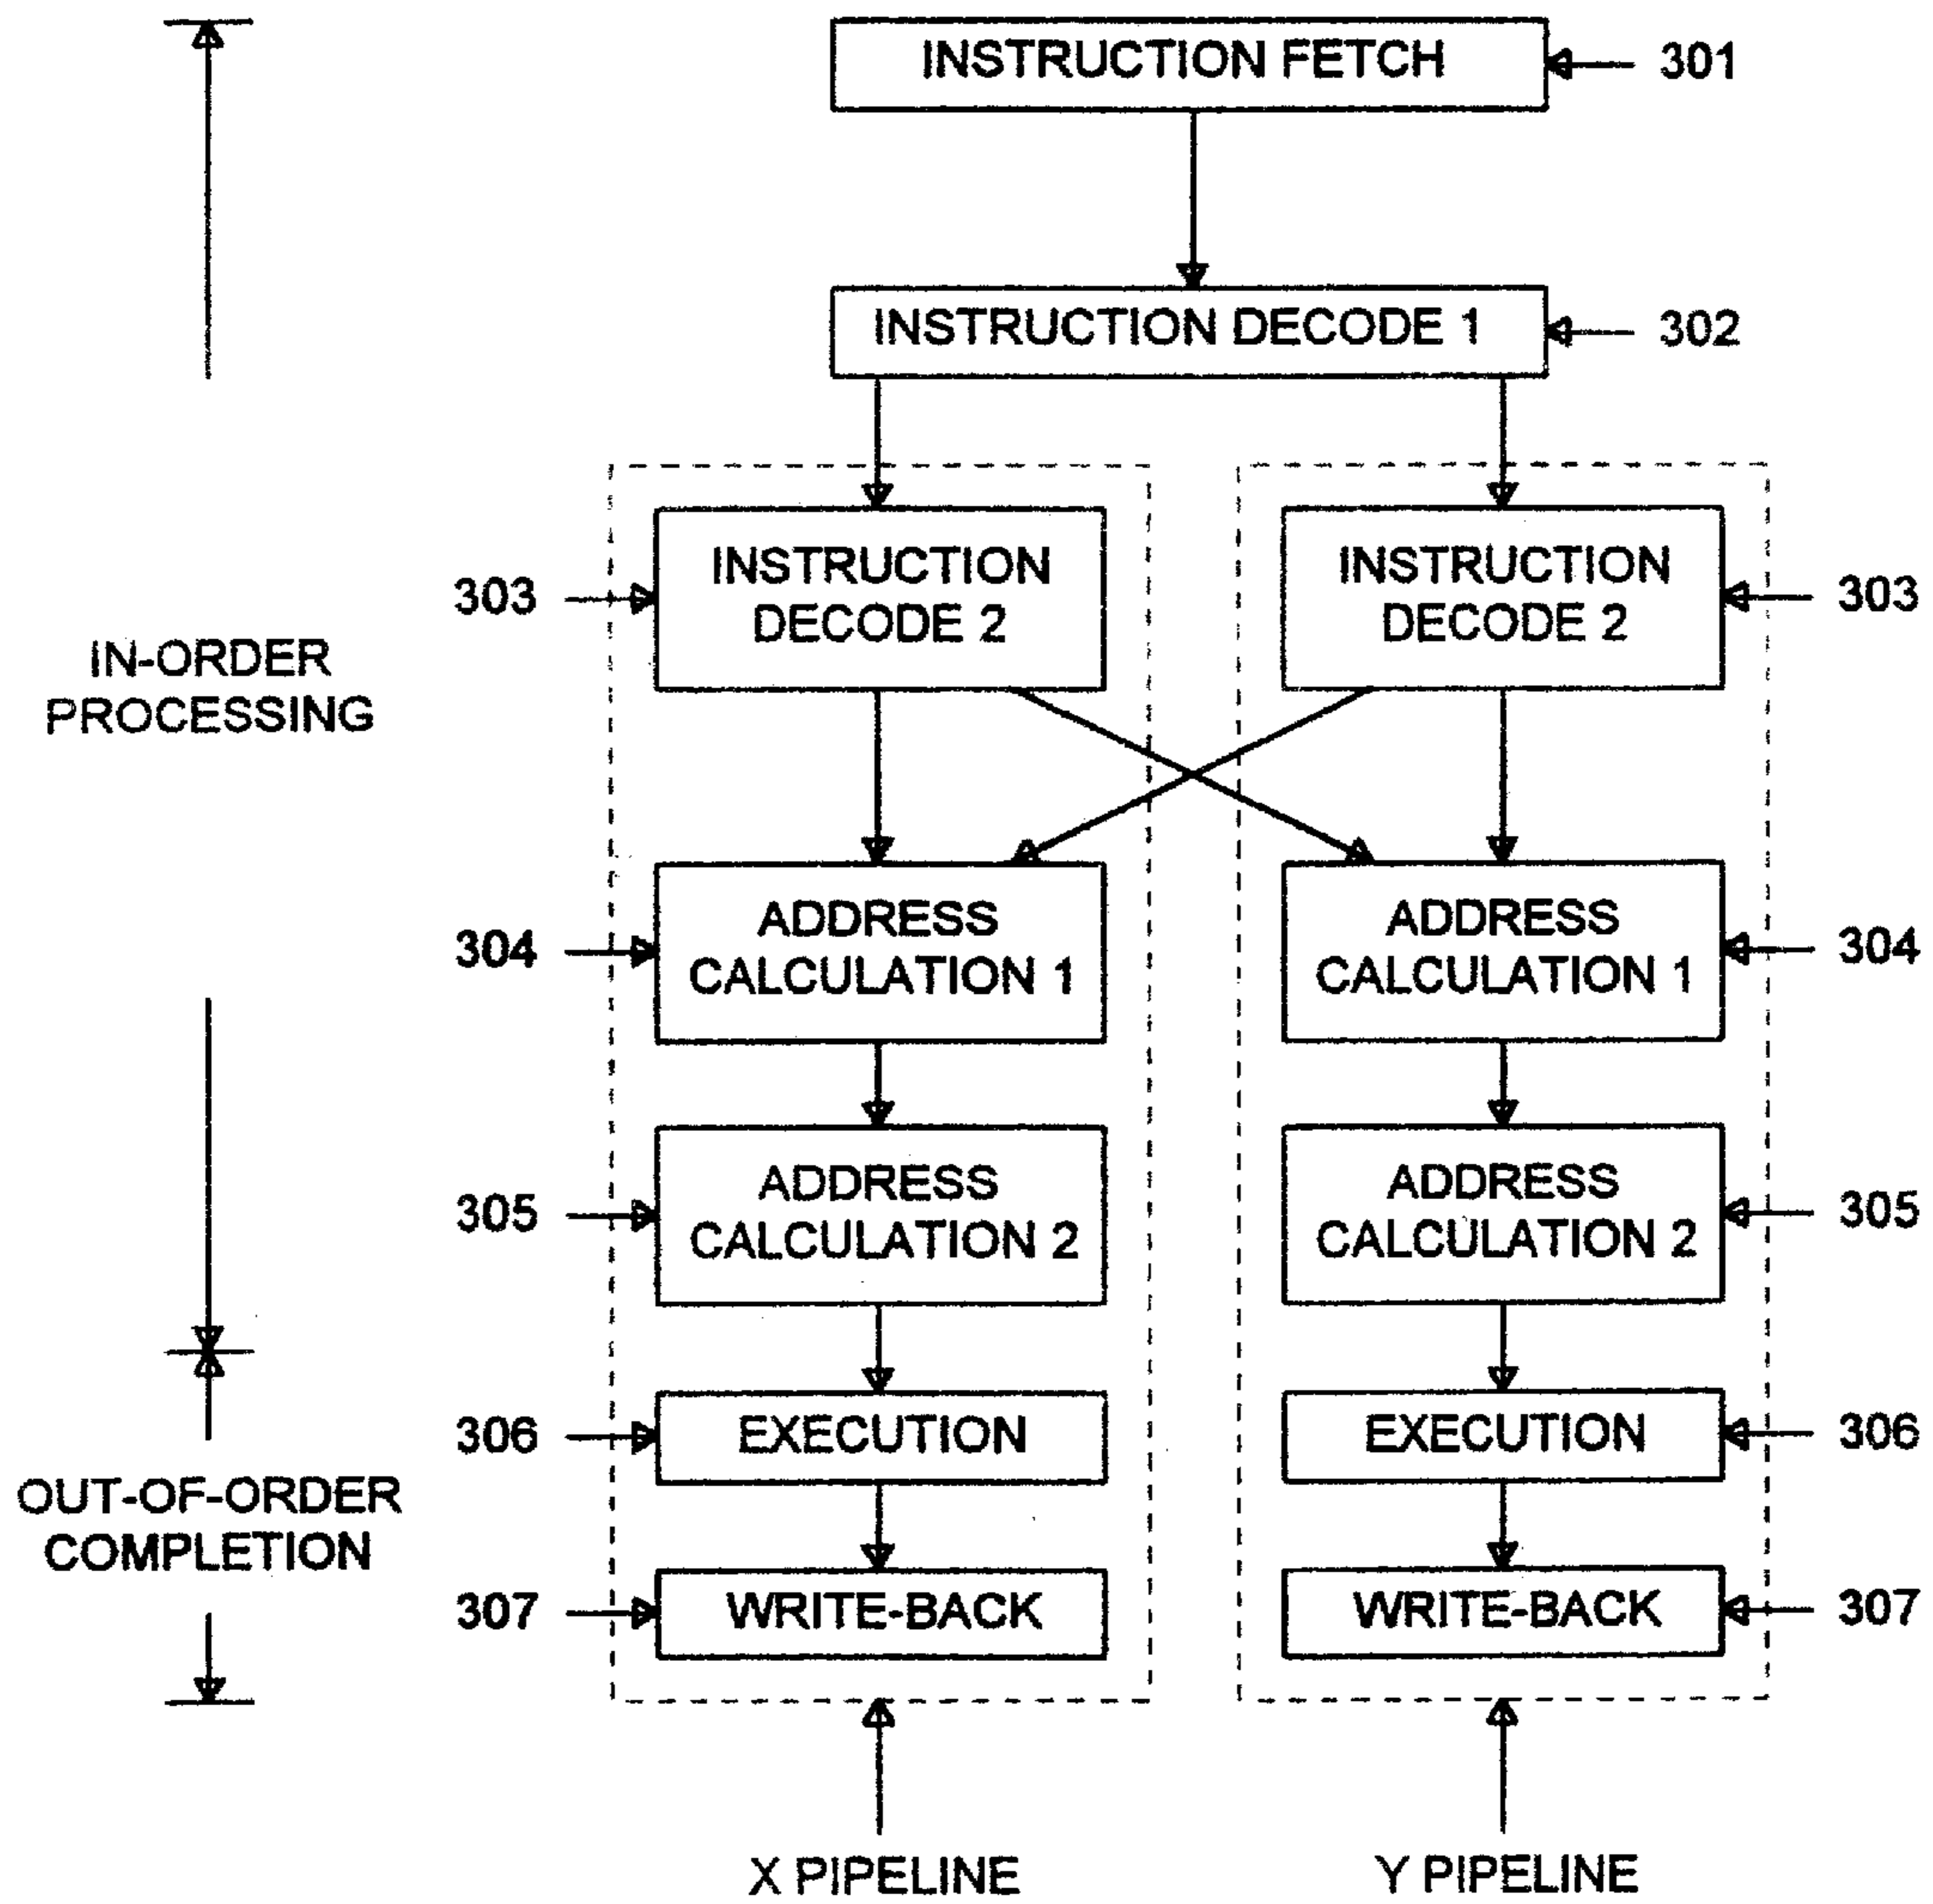 INSTRUCTION FETCH
301
INSTRUCTION DECODE 1
302
IN-ORDER
PROCESSING
303
INSTRUCTION
DECODE 2
INSTRUCTION
DECODE 2
303
304
ADDRESS
CALCULATION 1
ADDRESS
CALCULATION 1
304
305
ADDRESS
CALCULATION 2
ADDRESS
CALCULATION 2
305
OUT-OF-ORDER
COMPLETION
306
EXECUTION
EXECUTION
306
307
WRITE-BACK
WRITE-BACK
307
X PIPELINE
Y PIPELINE